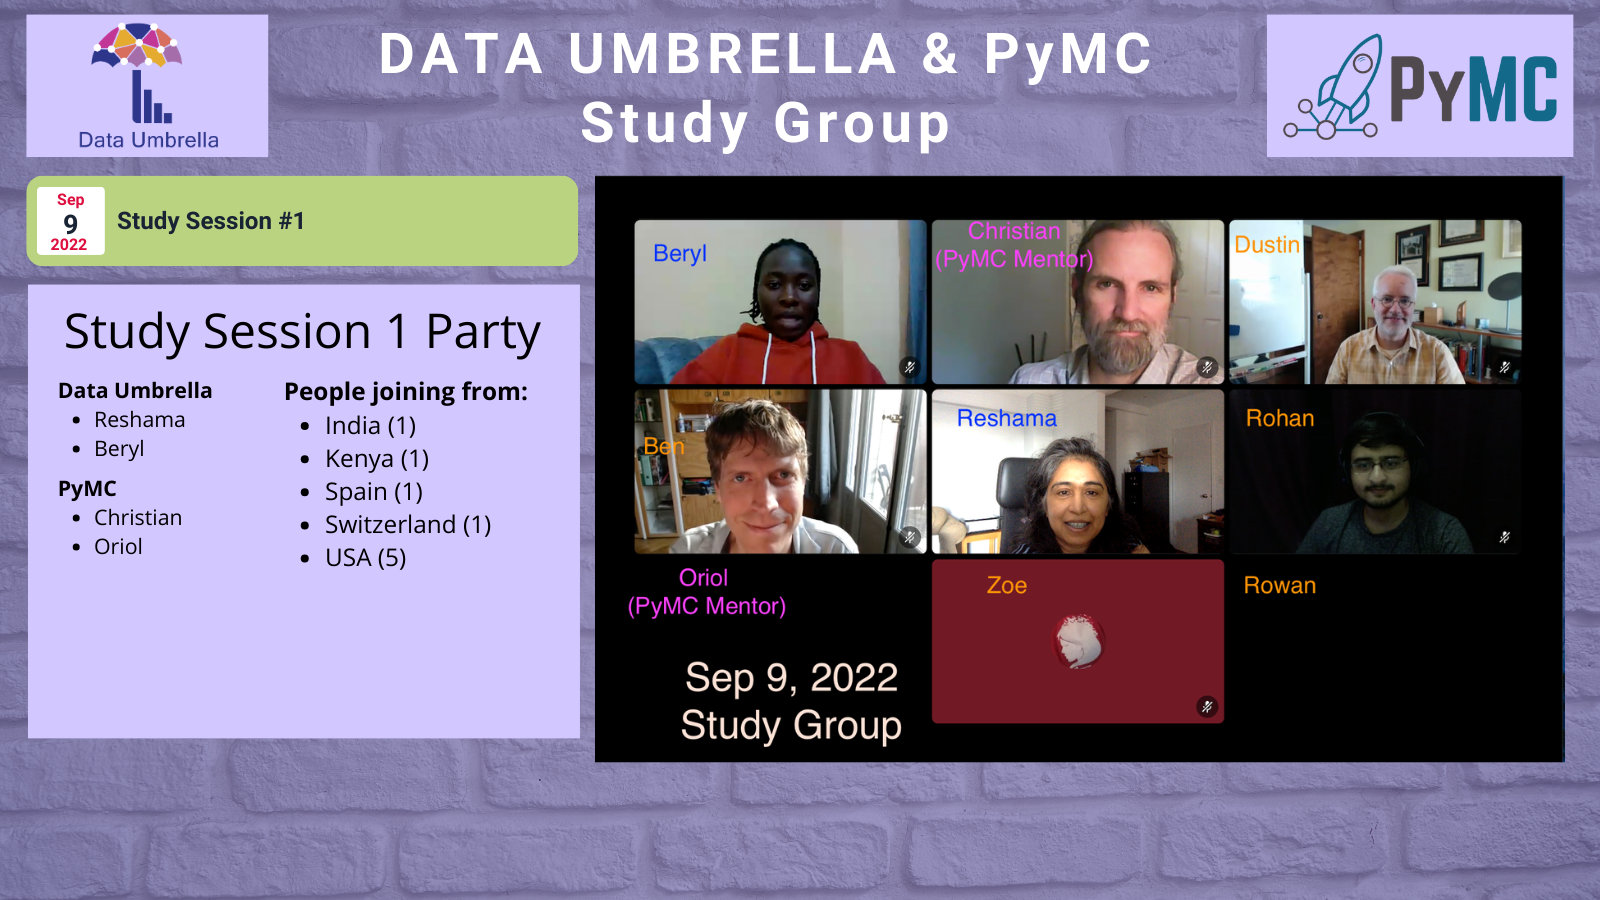 Data Umbrella
DATA UMBRELLA & PyMC
Study Group
PyMC
Sep
9
2022
Study Session #1
Study Session 1 Party
Data Umbrella
• Reshama
• Beryl
PyMC
• Christian
• Oriol
People joining from:
• India (1)
• Kenya (1)
• Spain (1)
• Switzerland (1)
• USA (5)
Beryl
Christian
(PyMC Mentor)
Dustin
Ben
Reshama
Rohan
Oriol
(PyMC Mentor)
Zoe
Rowan
Sep 9, 2022
Study Group